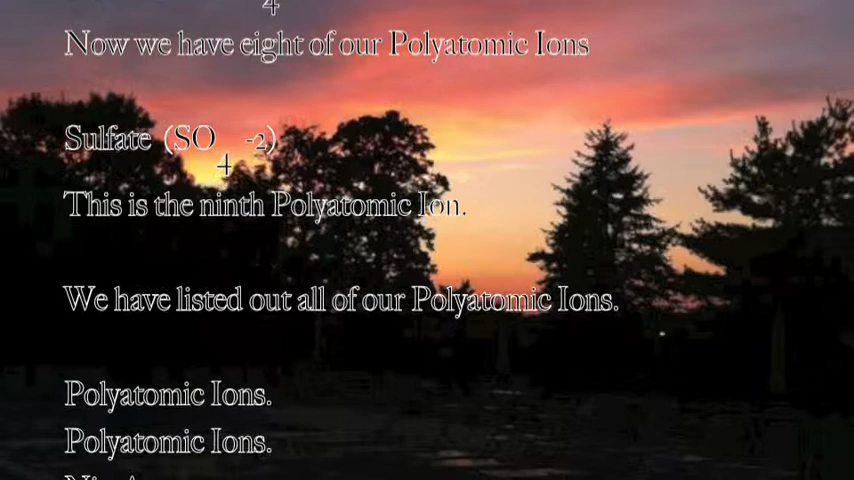 4
Now we have eight of our Polyatomic Ions
Sulfate (SO4 -2)
This is the ninth Polyatomic Ion.
We have listed out all of our Polyatomic Ions.
Polyatomic Ions.
Polyatomic Ions.